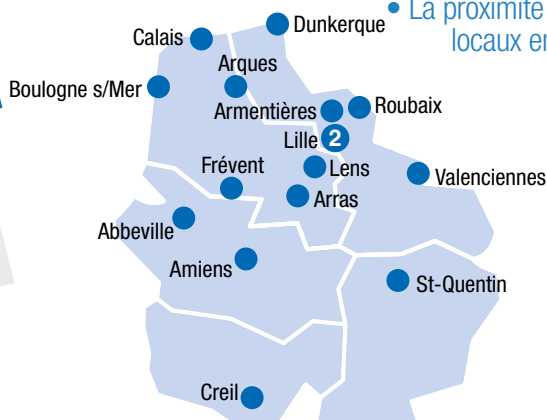 • La proximité
locaux en
Dunkerque
Calais
Arques
Boulogne s/Mer
Armentières
Roubaix
Lille 2
Frévent
Lens
Valenciennes
Arras
Abbeville
Amiens
St-Quentin
Creil